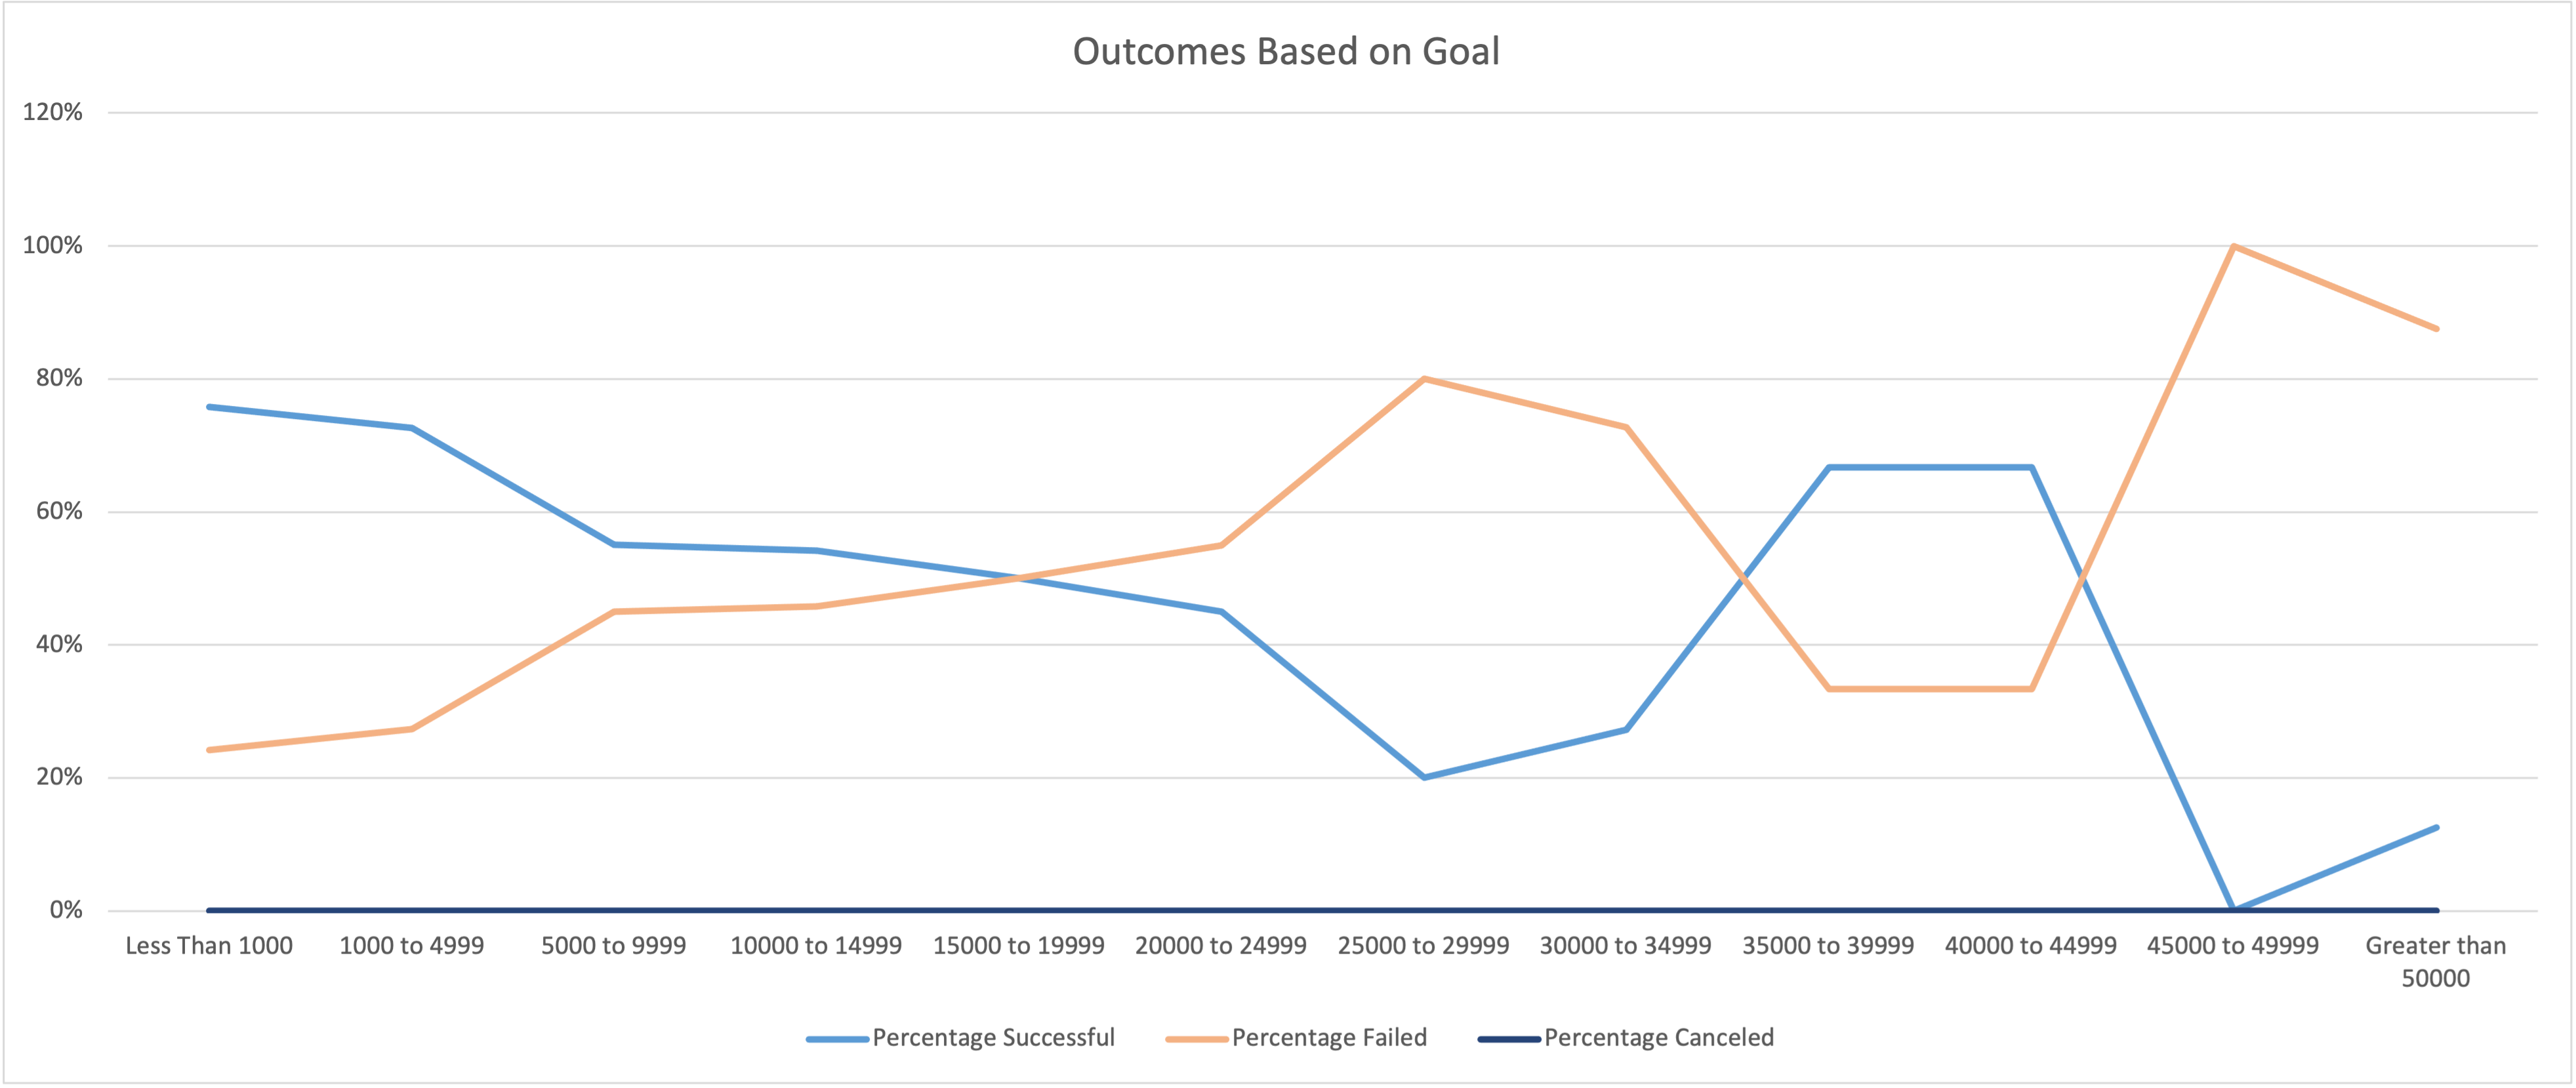 Outcomes Based on Goal
120%
100%
80%
60%
40%
20%
0%
Less Than 1000
1000 to 4999
5000 to 9999
10000 to 14999
15000 to 19999
20000 to 24999
25000 to 29999
30000 to 34999
35000 to 39999
40000 to 44999
45000 to 49999
Greater than
50000
Percentage Successful
Percentage Failed
Percentage Canceled